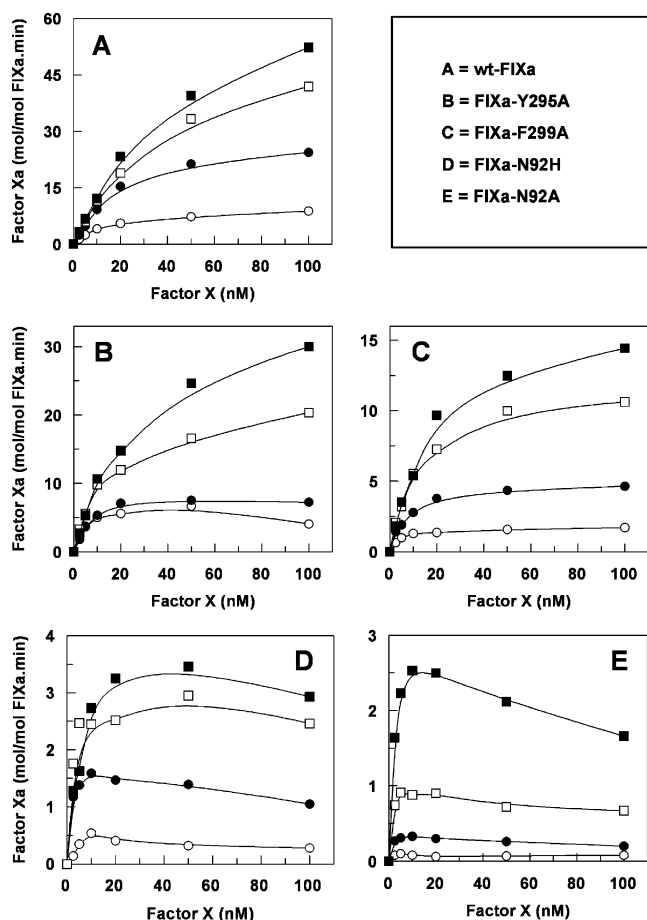 A
Factor Xa (mol/mol FIXa.min)
60
45
30
15
0
0 20 40 60 80 100
Factor X (nM)
A = wt-FIXa
B = FIXa-Y295A
C = FIXa-F299A
D = FIXa-N92H
E = FIXa-N92A
B
Factor Xa (mol/mol FIXa.min)
30
20
10
0
0 20 40 60 80 100
Factor X (nM)
C
15
10
5
0
0 20 40 60 80 100
Factor X (nM)
D
Factor Xa (mol/mol FIXa.min)
4
3
2
1
0
0 20 40 60 80 100
Factor X (nM)
E
3
2
1
0
0 20 40 60 80 100
Factor X (nM)